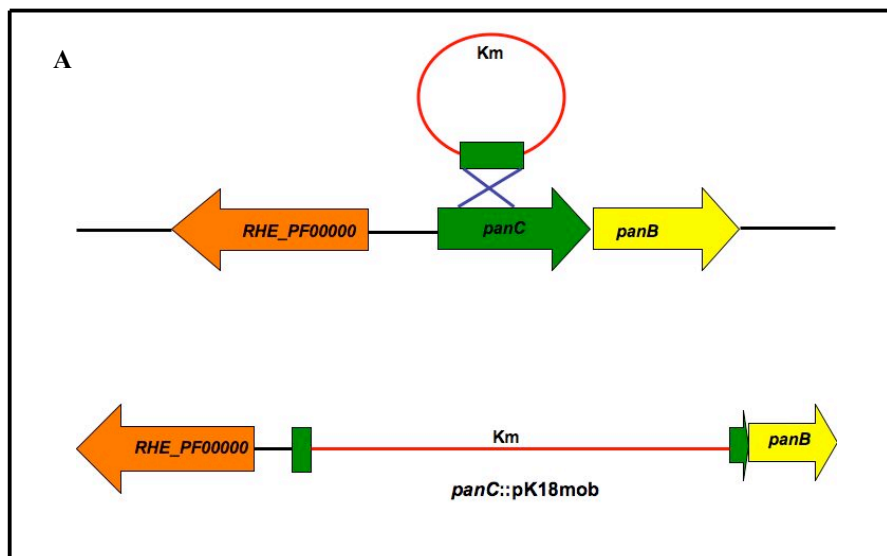 A
Km
RHE_PF00000
panC
panB
RHE_PF00000
Km
panB
panC::pK18mob